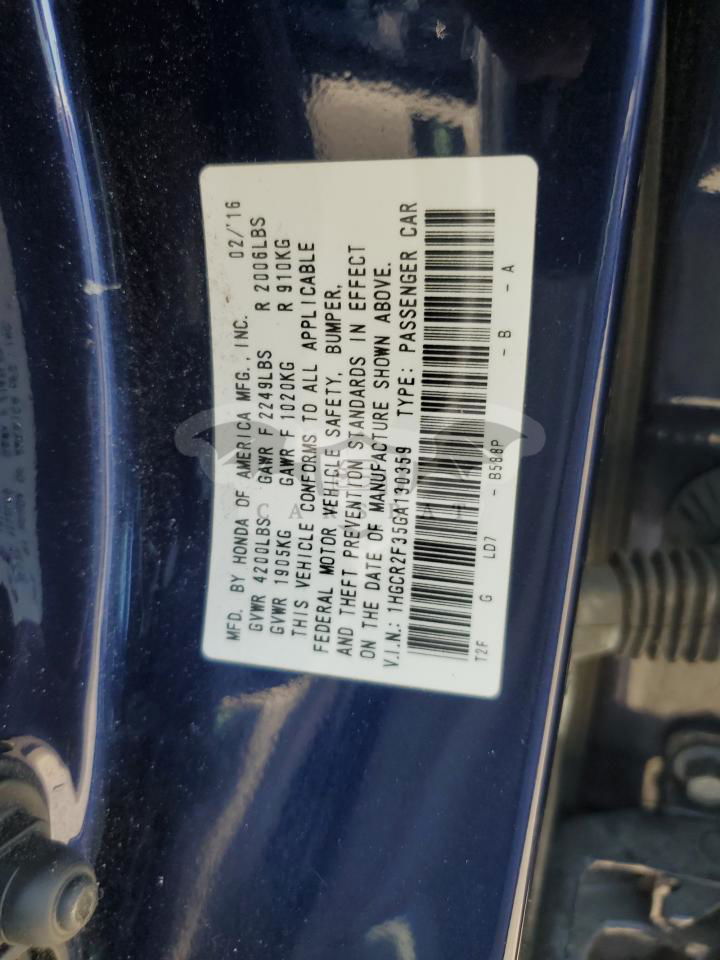 MFD. BY HONDA OF AMERICA MFG., INC. 02/'16
GVWR 4200LBS GAWR F 2249LBS R 2006LBS
GVWR 1905KG GAWR F 1020KG R 910KG
THIS VEHICLE CONFORMS TO ALL APPLICABLE
FEDERAL MOTOR VEHICLE SAFETY, BUMPER,
AND THEFT PREVENTION STANDARDS IN EFFECT
ON THE DATE OF MANUFACTURE SHOWN ABOVE.
V.I.N.: 1HGCR2F35GA130359 TYPE: PASSENGER CAR
T2F G LD7 - B588P - B - A